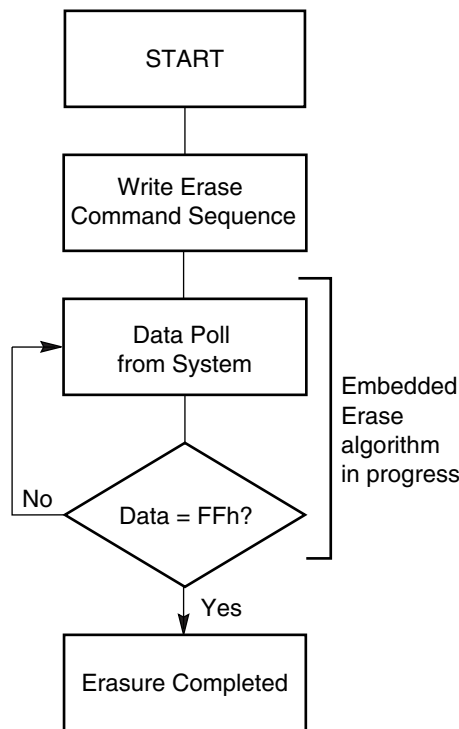 START
Write Erase
Command Sequence
Data Poll
from System
Embedded
Erase
algorithm
in progress
No
Data = FFh?
Yes
Erasure Completed